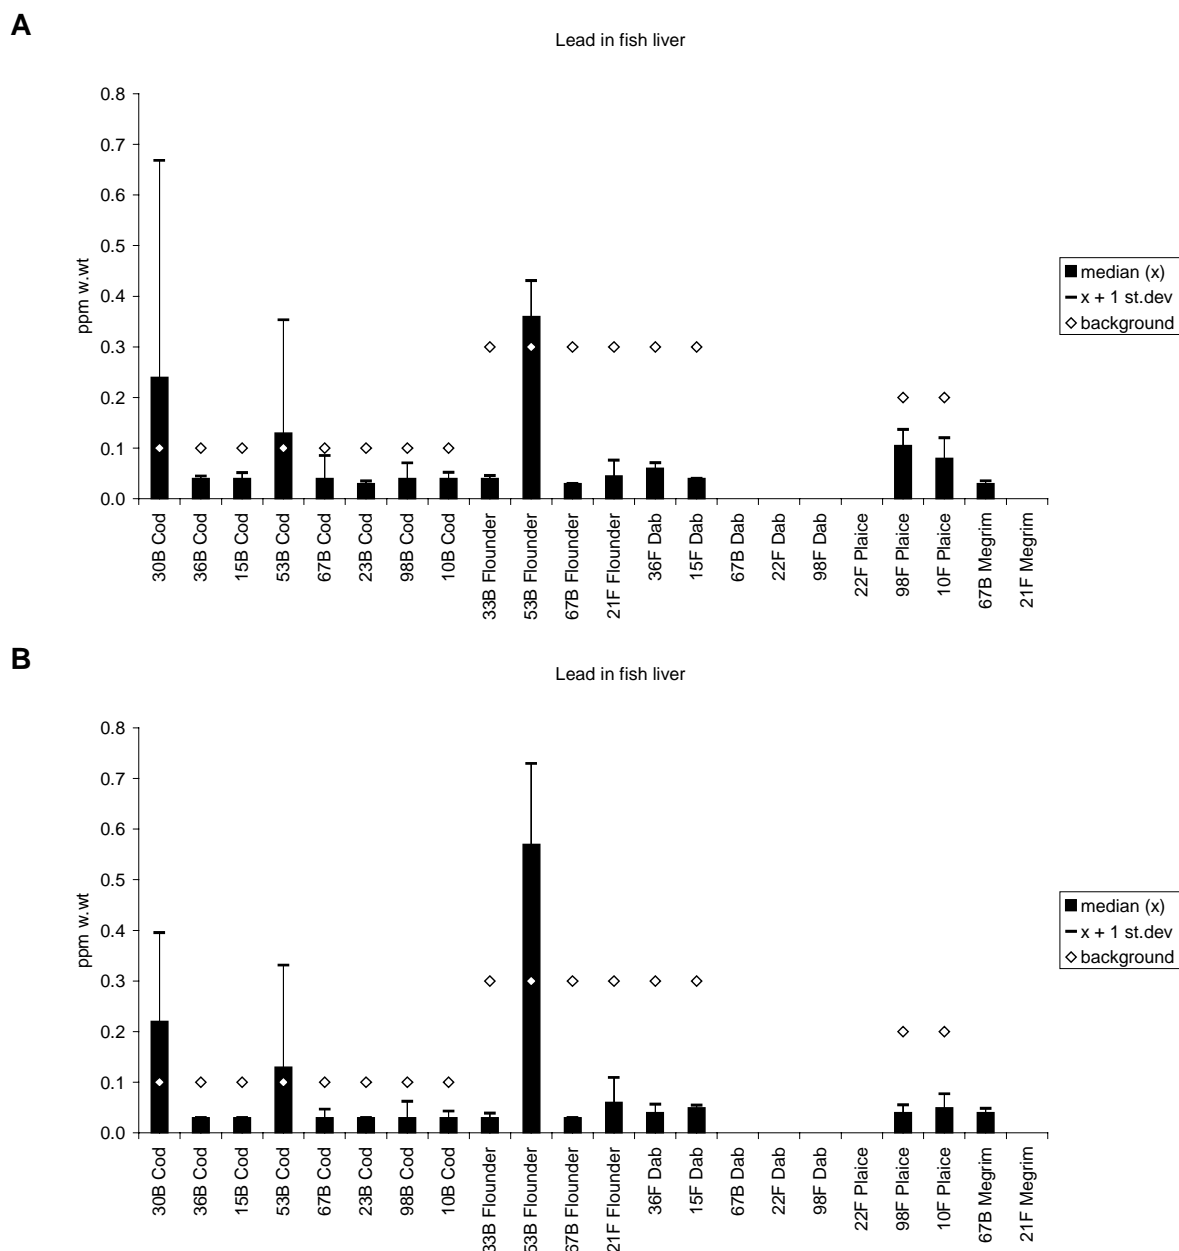 A
Lead in fish liver
0.8
0.7
0.6
0.5
0.4
0.3
0.2
0.1
0.0
ppm w.wt
30B Cod
36B Cod
15B Cod
53B Cod
67B Cod
23B Cod
98B Cod
10B Cod
33B Flounder
53B Flounder
67B Flounder
21F Flounder
36F Dab
15F Dab
67B Dab
22F Dab
98F Dab
22F Plaice
98F Plaice
10F Plaice
67B Megrim
21F Megrim
median (x)
x + 1 st.dev
background
B
Lead in fish liver
0.8
0.7
0.6
0.5
0.4
0.3
0.2
0.1
0.0
ppm w.wt
30B Cod
36B Cod
15B Cod
53B Cod
67B Cod
23B Cod
98B Cod
10B Cod
33B Flounder
53B Flounder
67B Flounder
21F Flounder
36F Dab
15F Dab
67B Dab
22F Dab
98F Dab
22F Plaice
98F Plaice
10F Plaice
67B Megrim
21F Megrim
median (x)
x + 1 st.dev
background